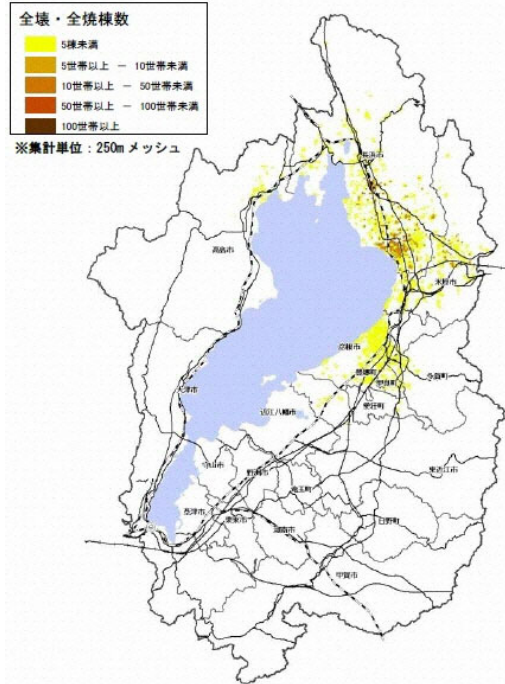 全壊・全焼棟数
5棟未満
5世帯以上 － 10世帯未満
10世帯以上 － 50世帯未満
50世帯以上 － 100世帯未満
100世帯以上
※集計単位：250m メッシュ
長浜市
高島市
米原市
彦根市
豊郷町
甲良町
多賀町
大津市
愛荘町
近江八幡市
守山市
野洲市
東近江市
竜王町
草津市
栗東市
湖南市
日野町
甲賀市